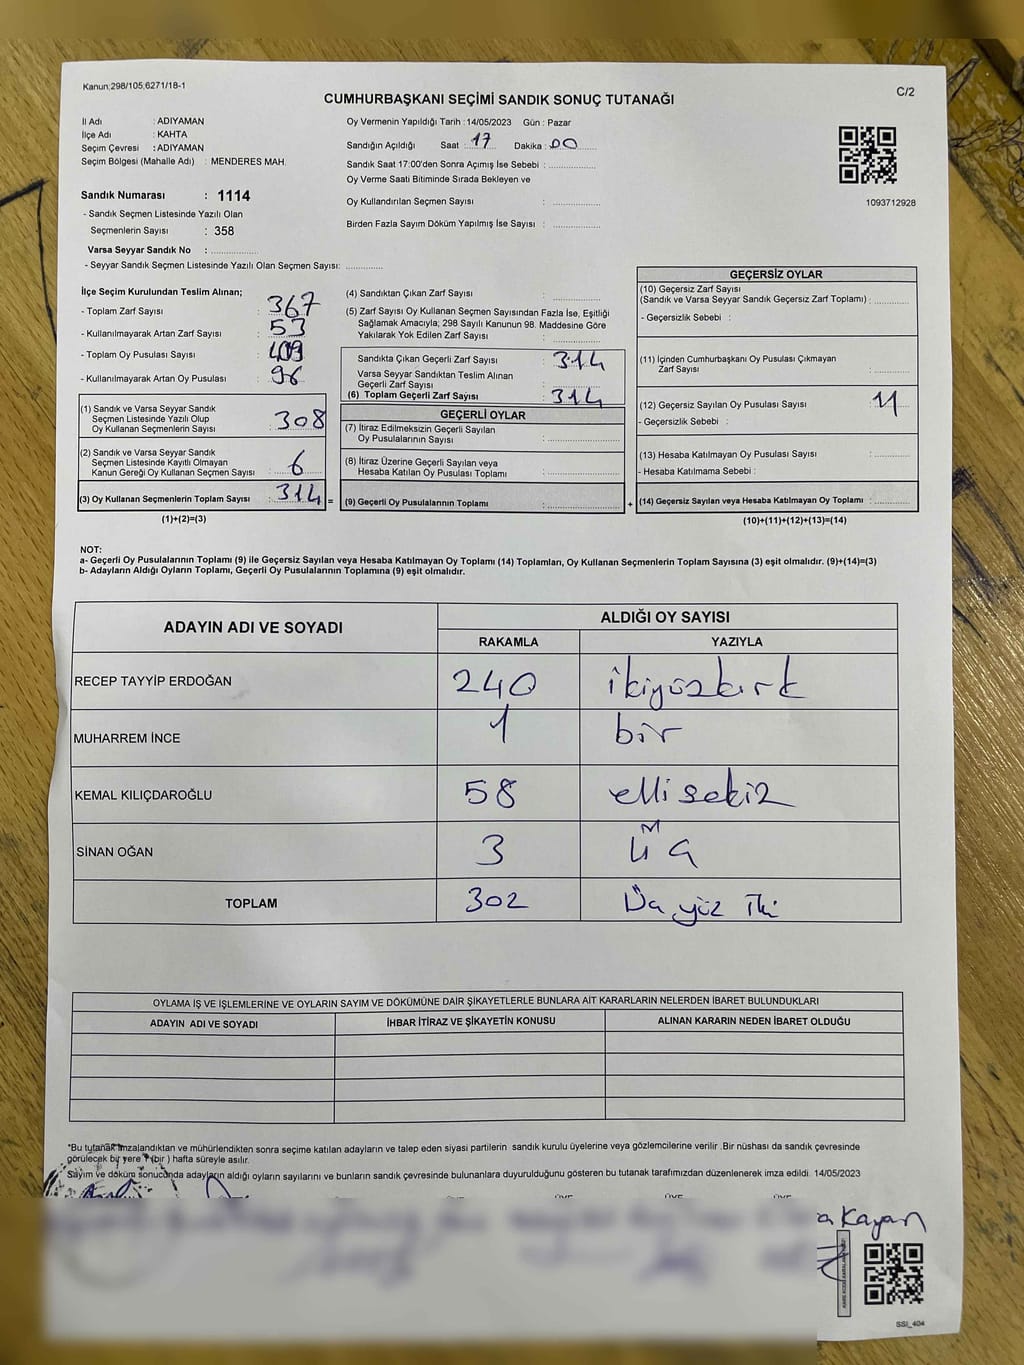 Kanun;298/105,6271/18-1
C/2
CUMHURBAŞKANI SEÇİMİ SANDIK SONUÇ TUTANAĞI
İl Adı : ADIYAMAN
İlçe Adı : KAHTA
Seçim Çevresi : ADIYAMAN
Seçim Bölgesi (Mahalle Adı) : MENDERES MAH.
Sandık Numarası : 1114
- Sandık Seçmen Listesinde Yazılı Olan
Seçmenlerin Sayısı : 358
Varsa Seyyar Sandık No : ................
- Seyyar Sandık Seçmen Listesinde Yazılı Olan Seçmen Sayısı: .............
Oy Vermenin Yapıldığı Tarih : 14/05/2023 Gün : Pazar
Sandığın Açıldığı Saat : 17 Dakika : 00
Sandık Saat 17:00'den Sonra Açımış İse Sebebi : ................
Oy Verme Saati Bitiminde Sırada Bekleyen ve
Oy Kullandırılan Seçmen Sayısı : ................
Birden Fazla Sayım Döküm Yapılmış İse Sayısı : ................
1093712928
İlçe Seçim Kurulundan Teslim Alınan;
- Toplam Zarf Sayısı : 367
- Kullanılmayarak Artan Zarf Sayısı : 53
- Toplam Oy Pusulası Sayısı : 409
- Kullanılmayarak Artan Oy Pusulası : 96
(1) Sandık ve Varsa Seyyar Sandık
Seçmen Listesinde Yazılı Olup
Oy Kullanan Seçmenlerin Sayısı : 308
(2) Sandık ve Varsa Seyyar Sandık
Seçmen Listesinde Kayıtlı Olmayan
Kanun Gereği Oy Kullanan Seçmen Sayısı : 6
(3) Oy Kullanan Seçmenlerin Toplam Sayısı : 314 =
(1)+(2)=(3)
(4) Sandıktan Çıkan Zarf Sayısı : ................
(5) Zarf Sayısı Oy Kullanan Seçmen Sayısından Fazla İse, Eşitliği
Sağlamak Amacıyla; 298 Sayılı Kanunun 98. Maddesine Göre
Yakılarak Yok Edilen Zarf Sayısı : ................
Sandıkta Çıkan Geçerli Zarf Sayısı : 314
Varsa Seyyar Sandıktan Teslim Alınan
Geçerli Zarf Sayısı : ................
(6) Toplam Geçerli Zarf Sayısı : 314
GEÇERLİ OYLAR
(7) İtiraz Edilmeksizin Geçerli Sayılan
Oy Pusulalarının Sayısı : ................
(8) İtiraz Üzerine Geçerli Sayılan veya
Hesaba Katılan Oy Pusulası Toplamı : ................
(9) Geçerli Oy Pusulalarının Toplamı : ................ +
GEÇERSİZ OYLAR
(10) Geçersiz Zarf Sayısı
(Sandık ve Varsa Seyyar Sandık Geçersiz Zarf Toplamı) : ..........
- Geçersizlik Sebebi :
(11) İçinden Cumhurbaşkanı Oy Pusulası Çıkmayan
Zarf Sayısı : ..........
(12) Geçersiz Sayılan Oy Pusulası Sayısı : 11
- Geçersizlik Sebebi :
(13) Hesaba Katılmayan Oy Pusulası Sayısı : ..........
- Hesaba Katılmama Sebebi :
(14) Geçersiz Sayılan veya Hesaba Katılmayan Oy Toplamı : ..........
(10)+(11)+(12)+(13)=(14)
NOT:
a- Geçerli Oy Pusulalarının Toplamı (9) ile Geçersiz Sayılan veya Hesaba Katılmayan Oy Toplamı (14) Toplamları, Oy Kullanan Seçmenlerin Toplam Sayısına (3) eşit olmalıdır. (9)+(14)=(3)
b- Adayların Aldığı Oyların Toplamı, Geçerli Oy Pusulalarının Toplamına (9) eşit olmalıdır.
ADAYIN ADI VE SOYADI ALDIĞI OY SAYISI
RAKAMLA YAZIYLA
RECEP TAYYİP ERDOĞAN 240 ikiyüzkırk
MUHARREM İNCE 1 bir
KEMAL KILIÇDAROĞLU 58 ellisekiz
SİNAN OĞAN 3 üç
TOPLAM 302 Üç yüz iki
OYLAMA İŞ VE İŞLEMLERİNE VE OYLARIN SAYIM VE DÖKÜMÜNE DAİR ŞİKAYETLERLE BUNLARA AİT KARARLARIN NELERDEN İBARET BULUNDUKLARI
ADAYIN ADI VE SOYADI İHBAR İTİRAZ VE ŞİKAYETİN KONUSU ALINAN KARARIN NEDEN İBARET OLDUĞU
*Bu tutanak imzalandıktan ve mühürlendikten sonra seçime katılan adayların ve talep eden siyasi partilerin sandık kurulu üyelerine veya gözlemcilerine verilir .Bir nüshası da sandık çevresinde
görülecek bir yere 1 (bir ) hafta süreyle asılır.
Sayım ve döküm sonucunda adayların aldığı oyların sayılarını ve bunların sandık çevresinde bulunanlara duyurulduğunu gösteren bu tutanak tarafımızdan düzenlenerek imza edildi. 14/05/2023
ÜYE ÜYE ÜYE
Kayan
SSI_404